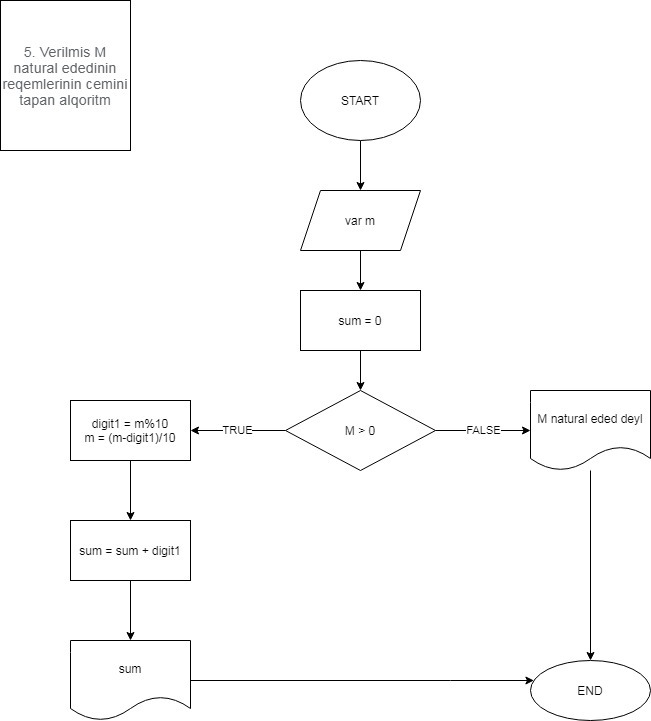 5. Verilmis M
natural ededinin
reqemlerinin cemini
tapan alqoritm
START
var m
sum = 0
M > 0
TRUE
FALSE
digit1 = m%10
m = (m-digit1)/10
M natural eded deyl
sum = sum + digit1
sum
END